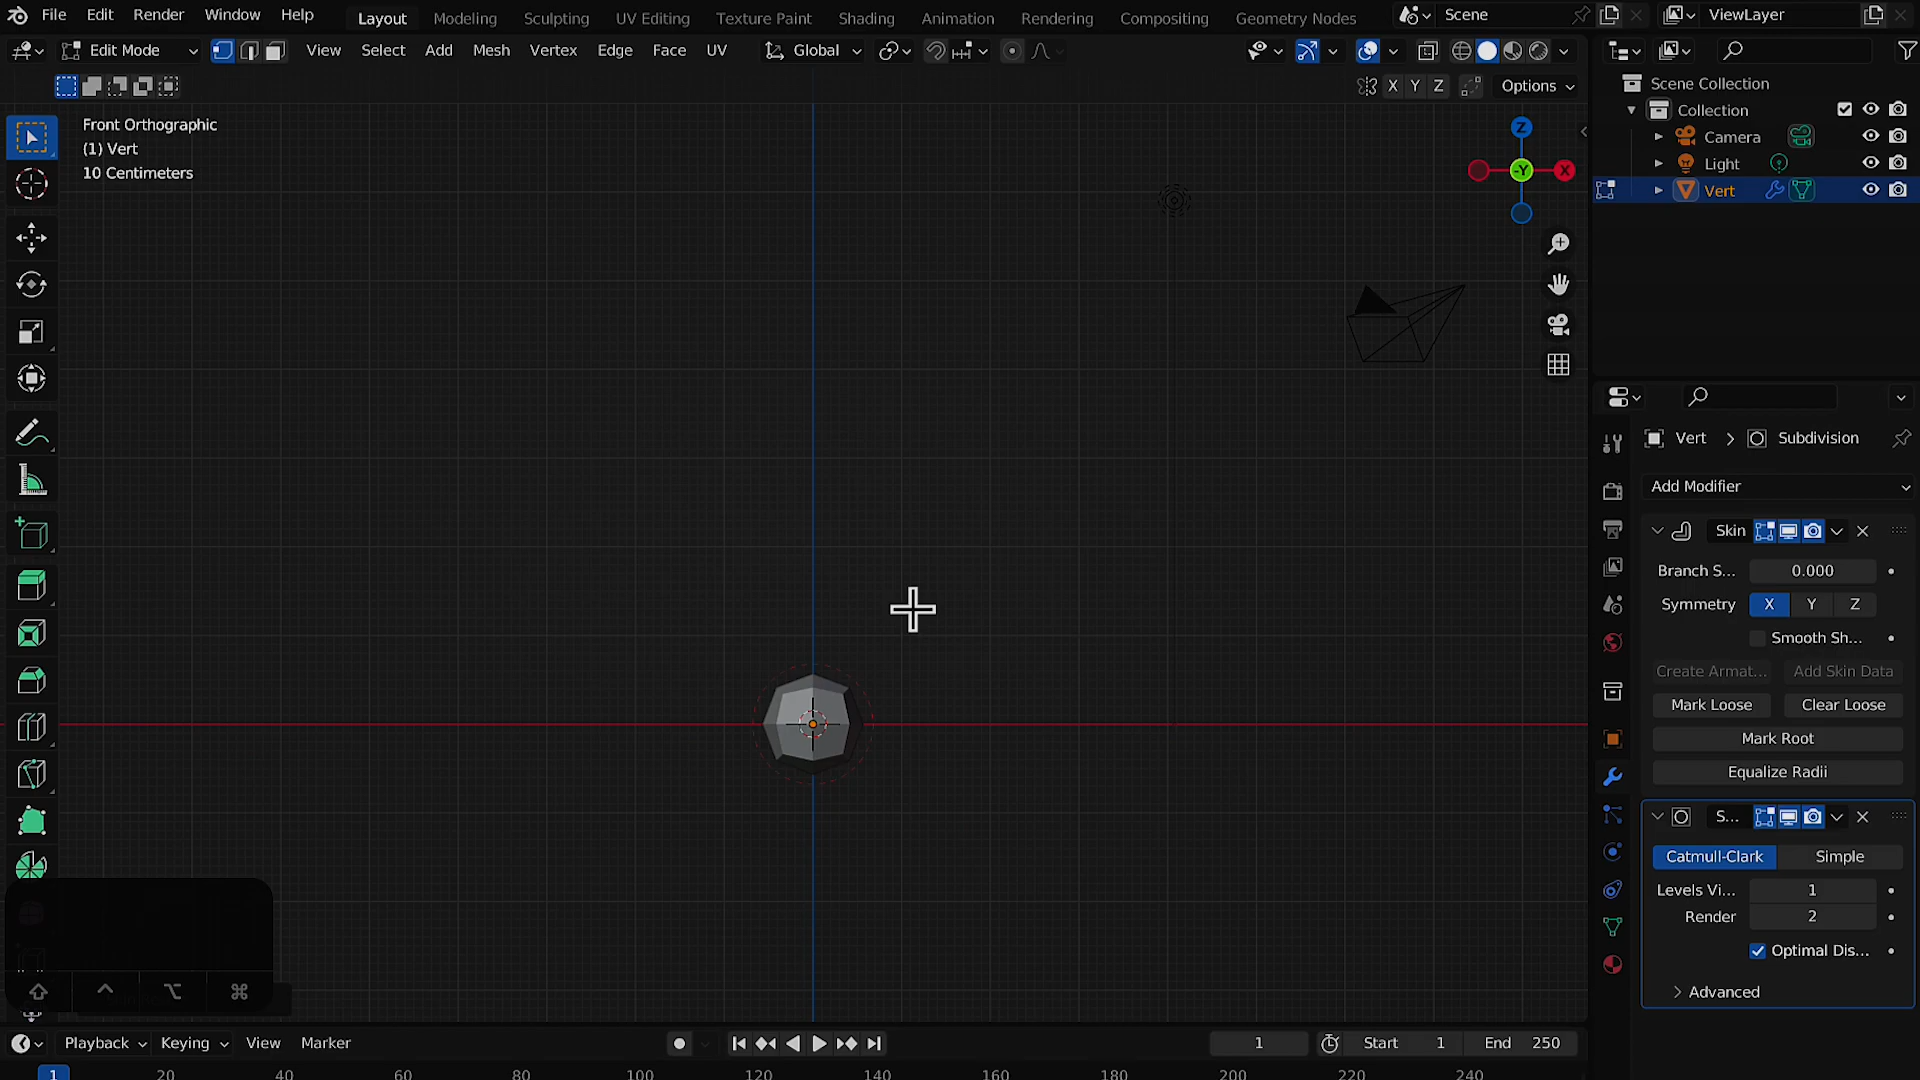 File Edit Render Window Help Layout Modeling Sculpting UV Editing Texture Paint Shading Animation Rendering Compositing Geometry Nodes Scene ViewLayer
Edit Mode View Select Add Mesh Vertex Edge Face UV Global
X Y Z Options
Front Orthographic
(1) Vert
10 Centimeters
Z
-Y X
Scene Collection
Collection
Camera
Light
Vert
Vert > Subdivision
Add Modifier
Skin
Branch S... 0.000
Symmetry X Y Z
Smooth Sh...
Create Armat... Add Skin Data
Mark Loose Clear Loose
Mark Root
Equalize Radii
S...
Catmull-Clark Simple
Levels Vi... 1
Render 2
Optimal Dis...
Advanced
Playback Keying View Marker 1 Start 1 End 250
1 20 40 60 80 100 120 140 160 180 200 220 240